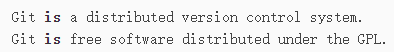 Git is a distributed version control system.
Git is free software distributed under the GPL.